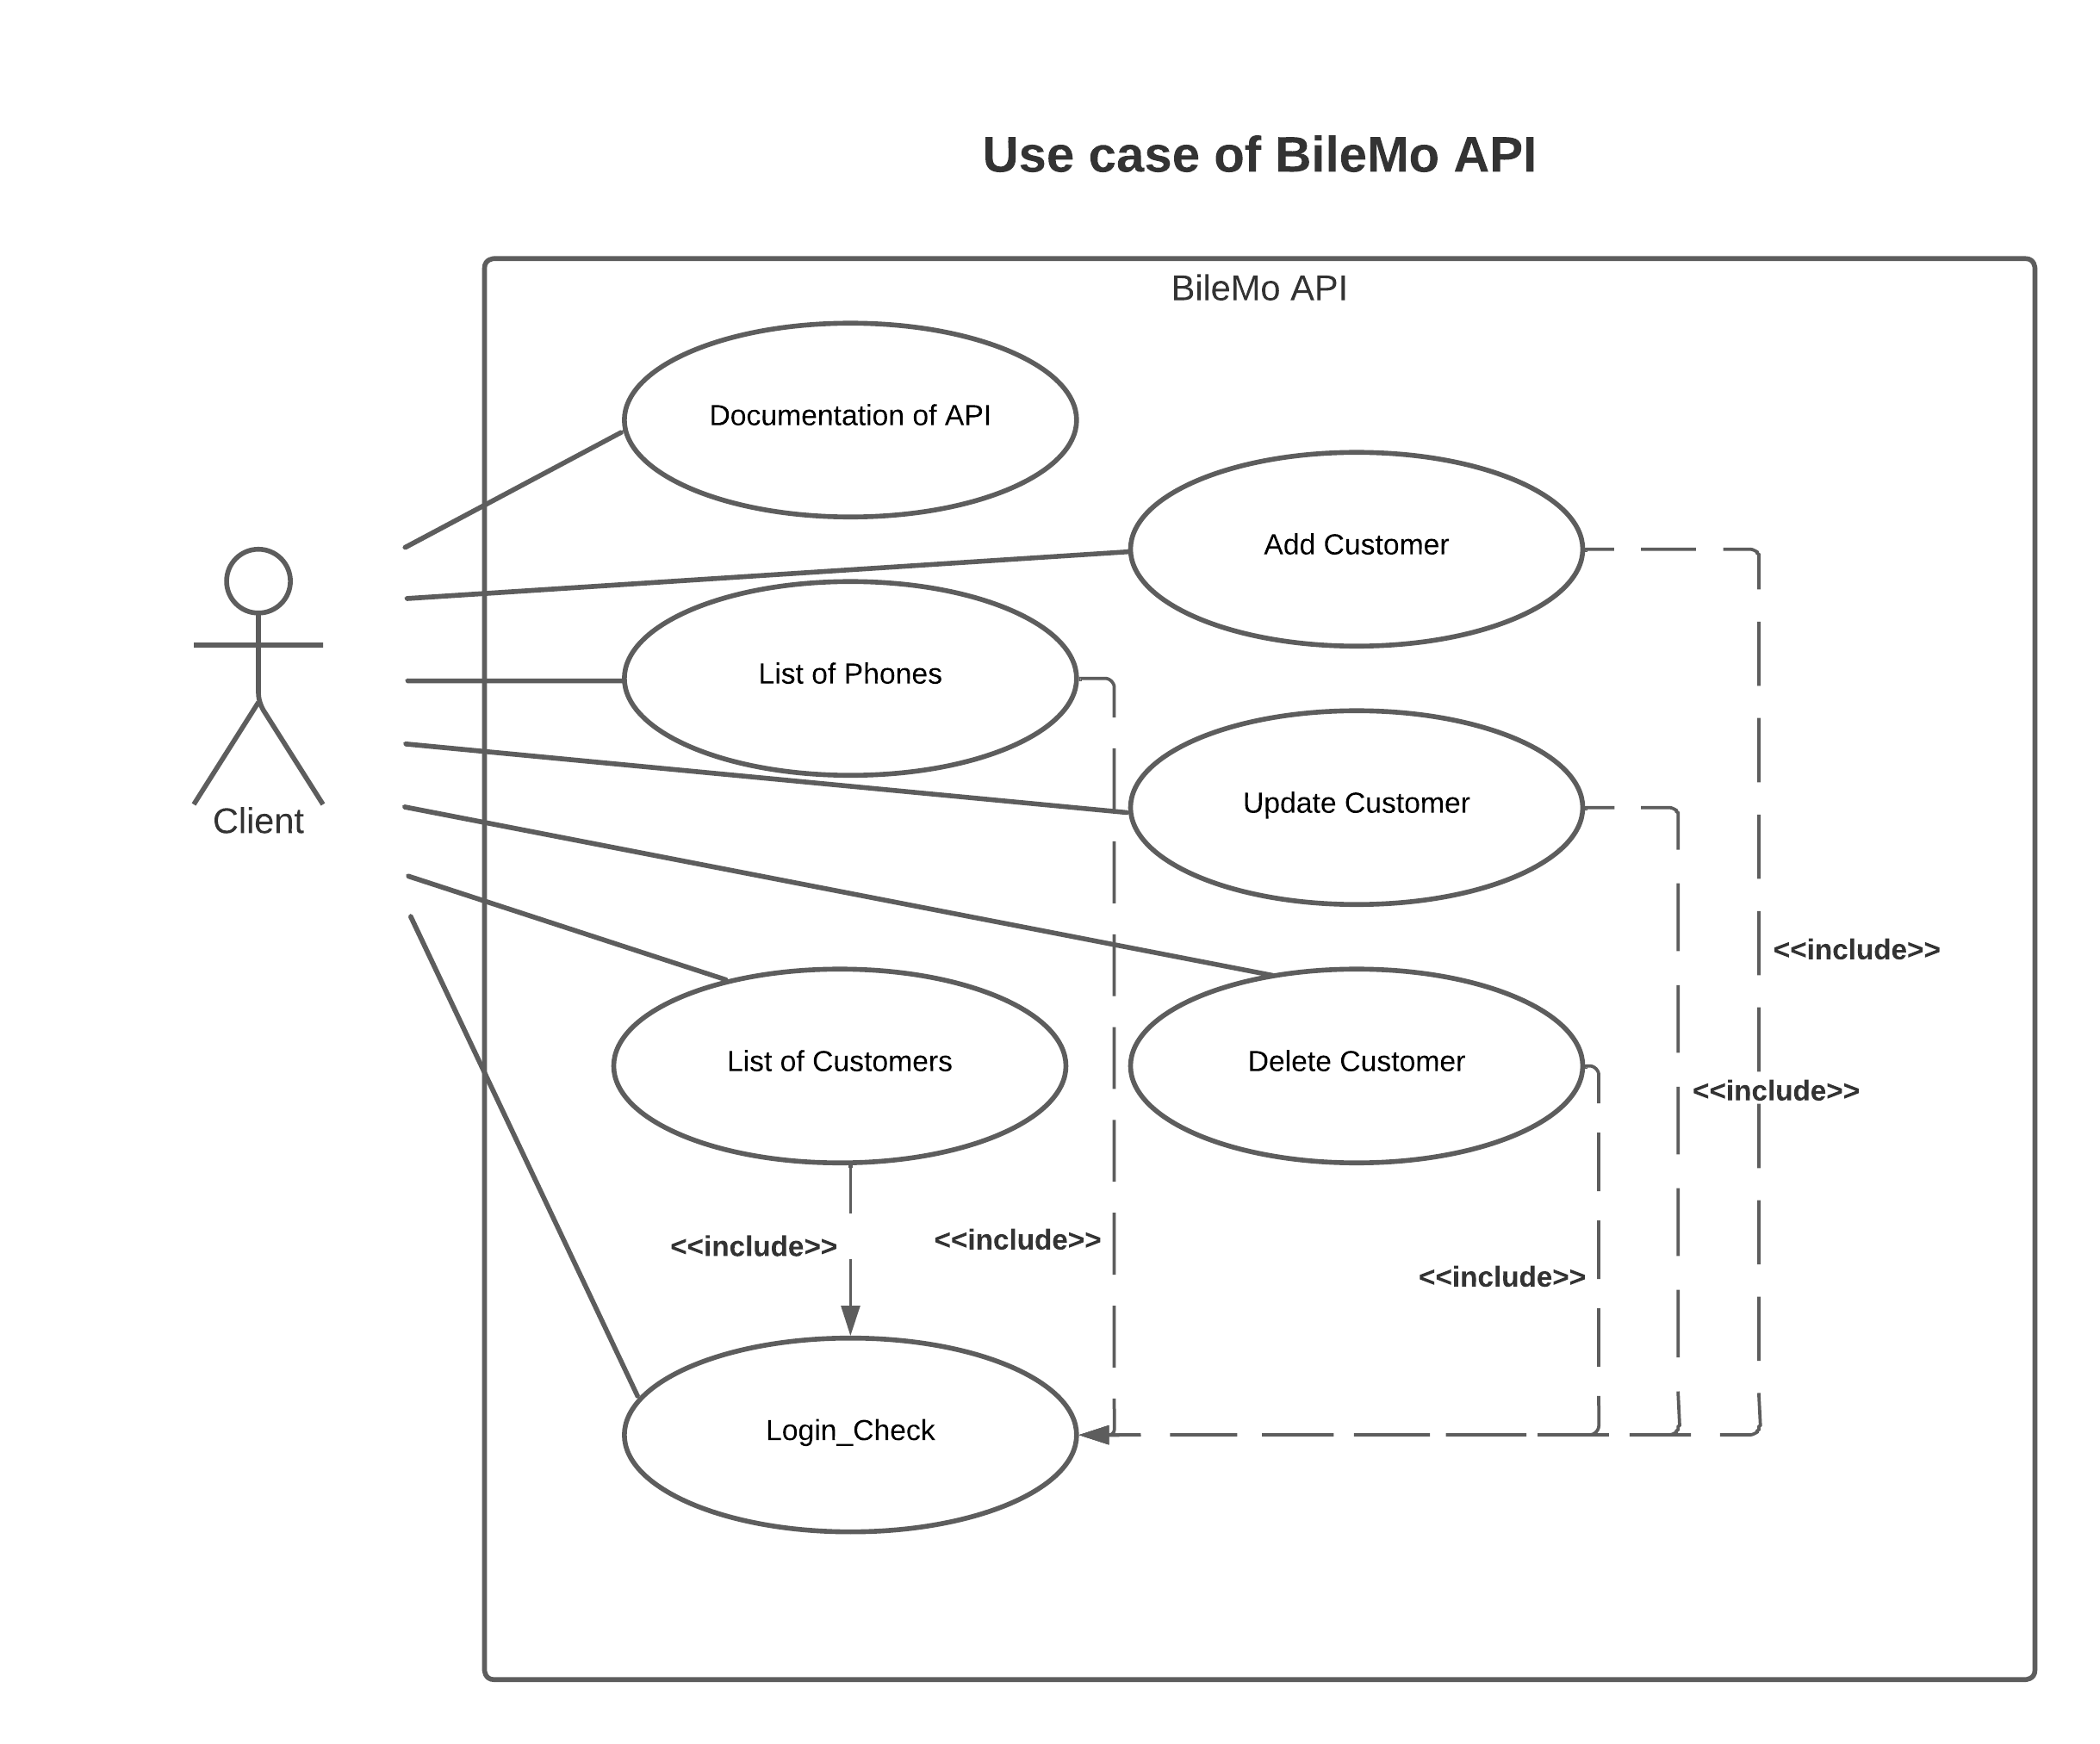 Use case of BileMo API
BileMo API
Documentation of API
Add Customer
List of Phones
Update Customer
Client
<<include>>
List of Customers
Delete Customer
<<include>>
<<include>>
<<include>>
<<include>>
Login_Check